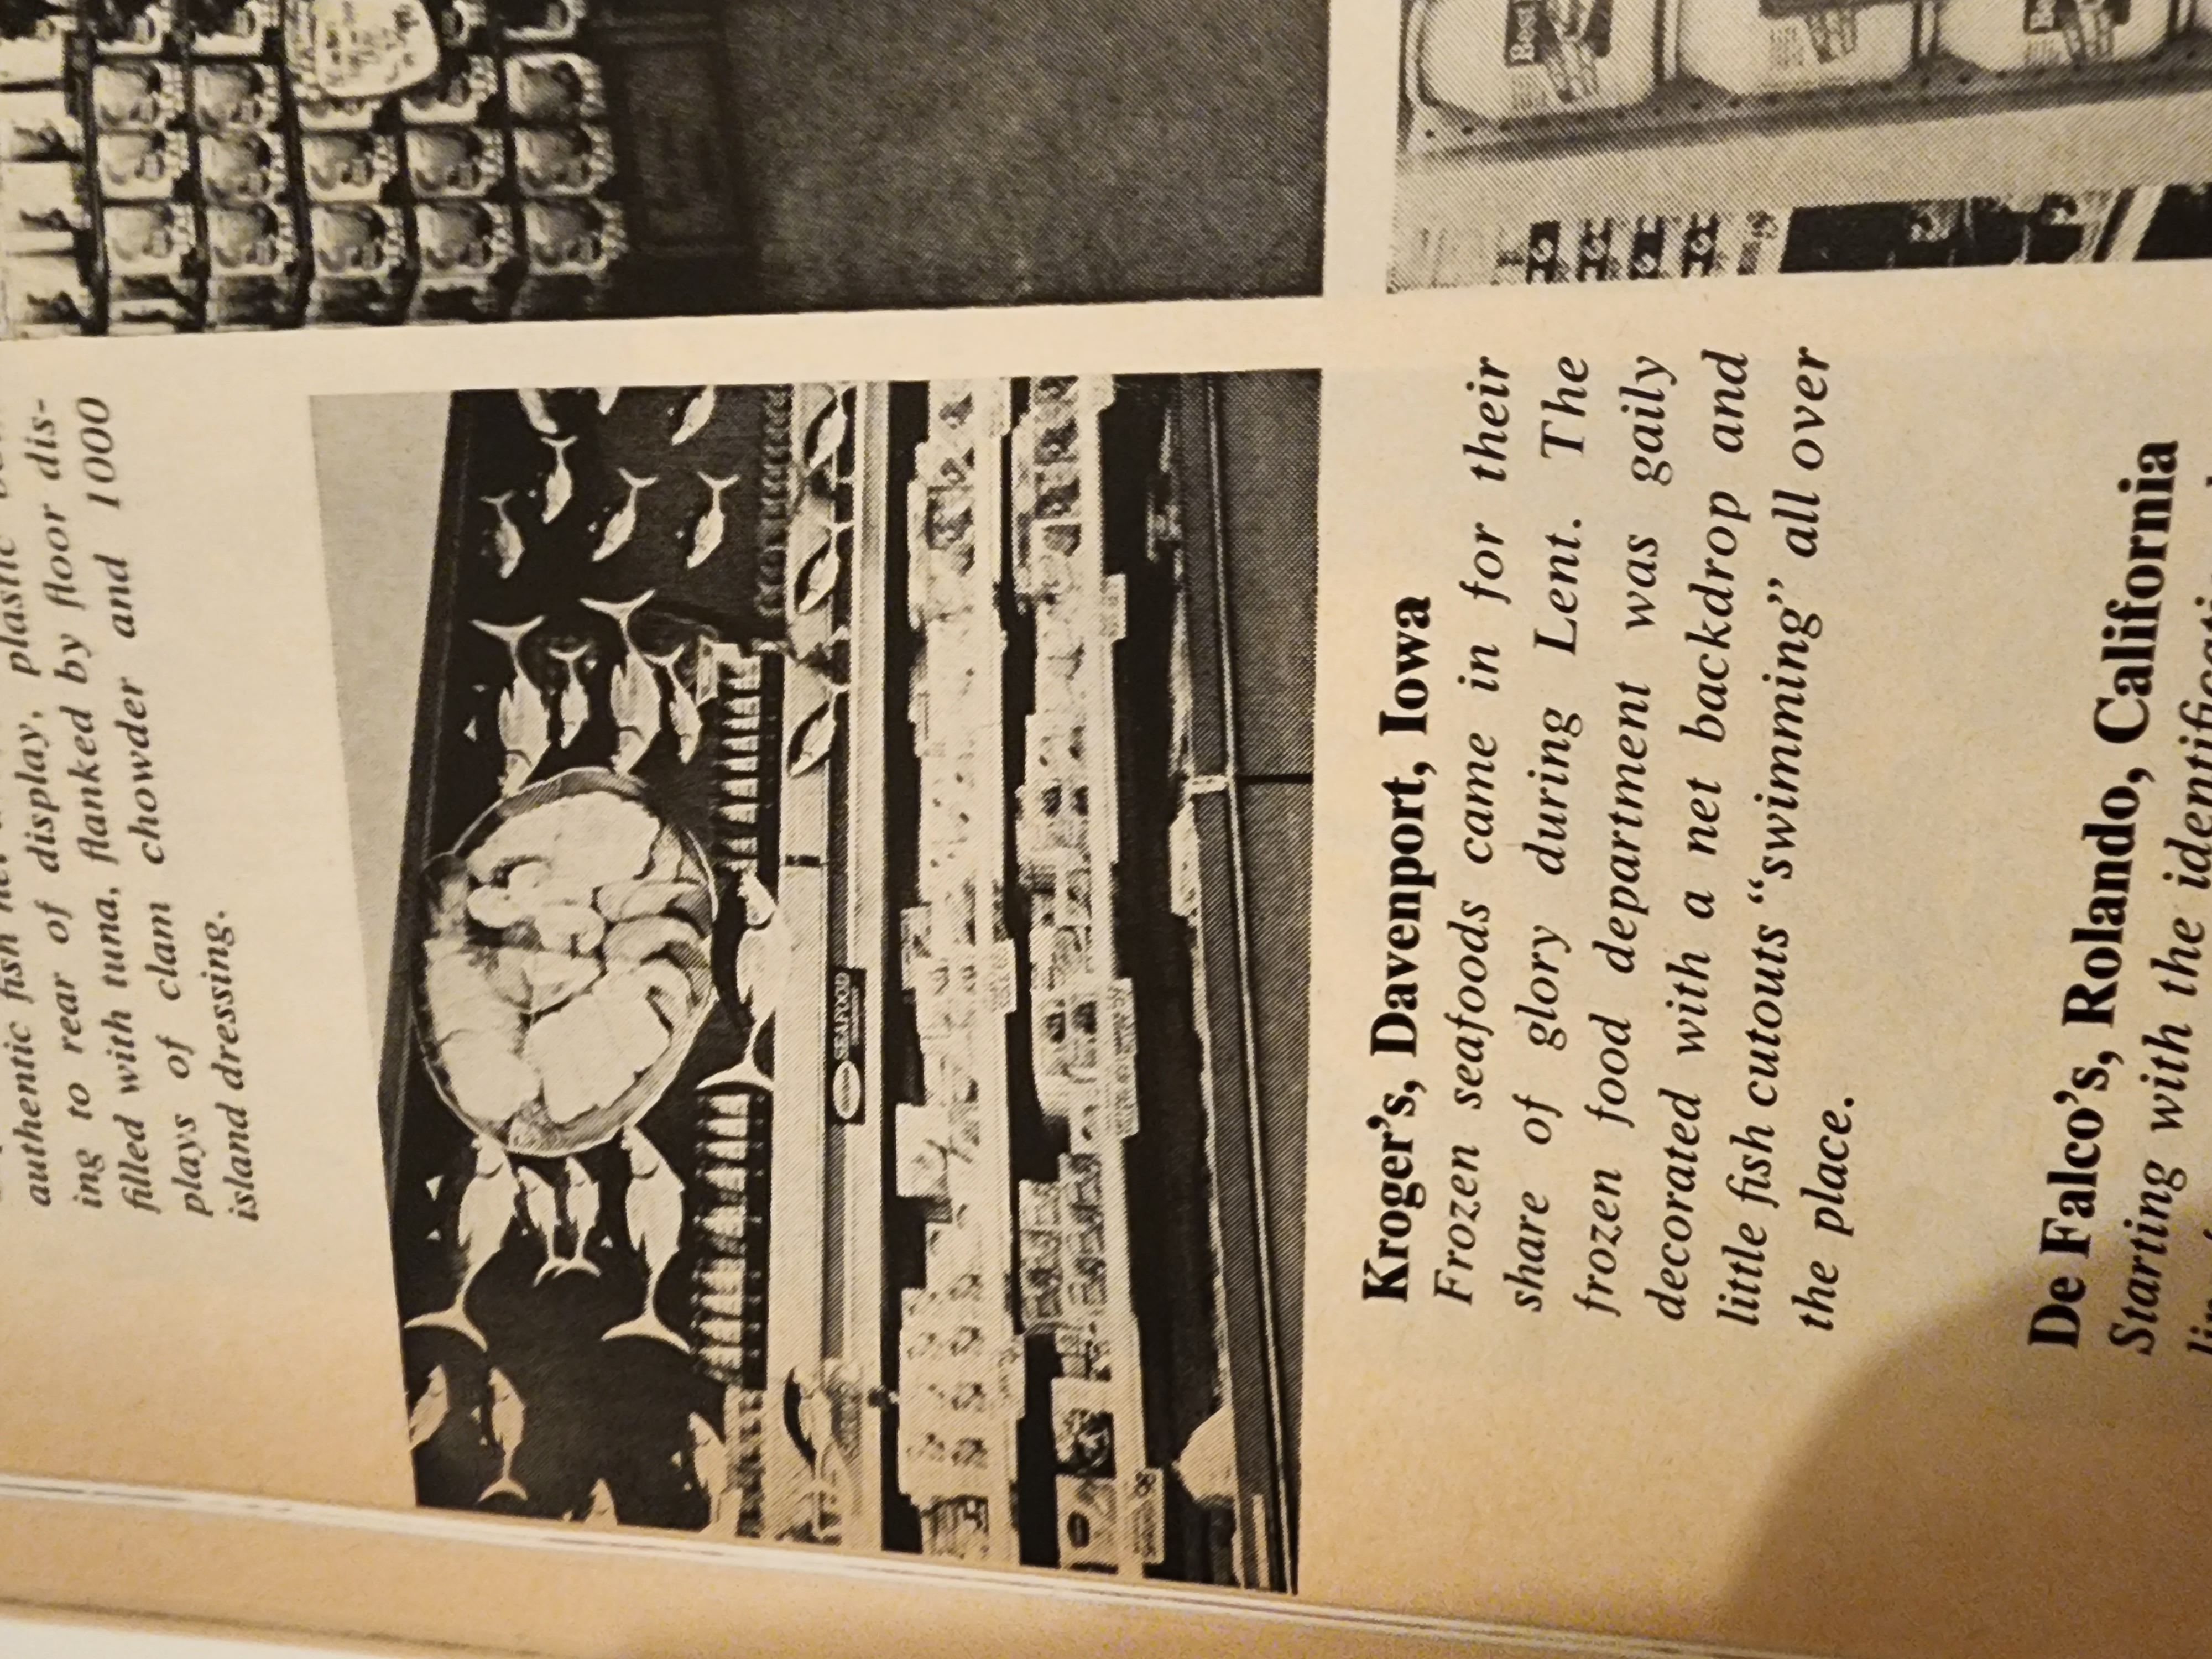 authentic fish net
ing to rear of display, plastic
filled with tuna, flanked by floor dis-
plays of clam chowder and 1000
island dressing.
SEAFOOD
Kroger's, Davenport, Iowa
Frozen seafoods came in for their
share of glory during Lent. The
frozen food department was gaily
decorated with a net backdrop and
little fish cutouts "swimming" all over
the place.
De Falco's, Rolando, California
Starting with the
Best